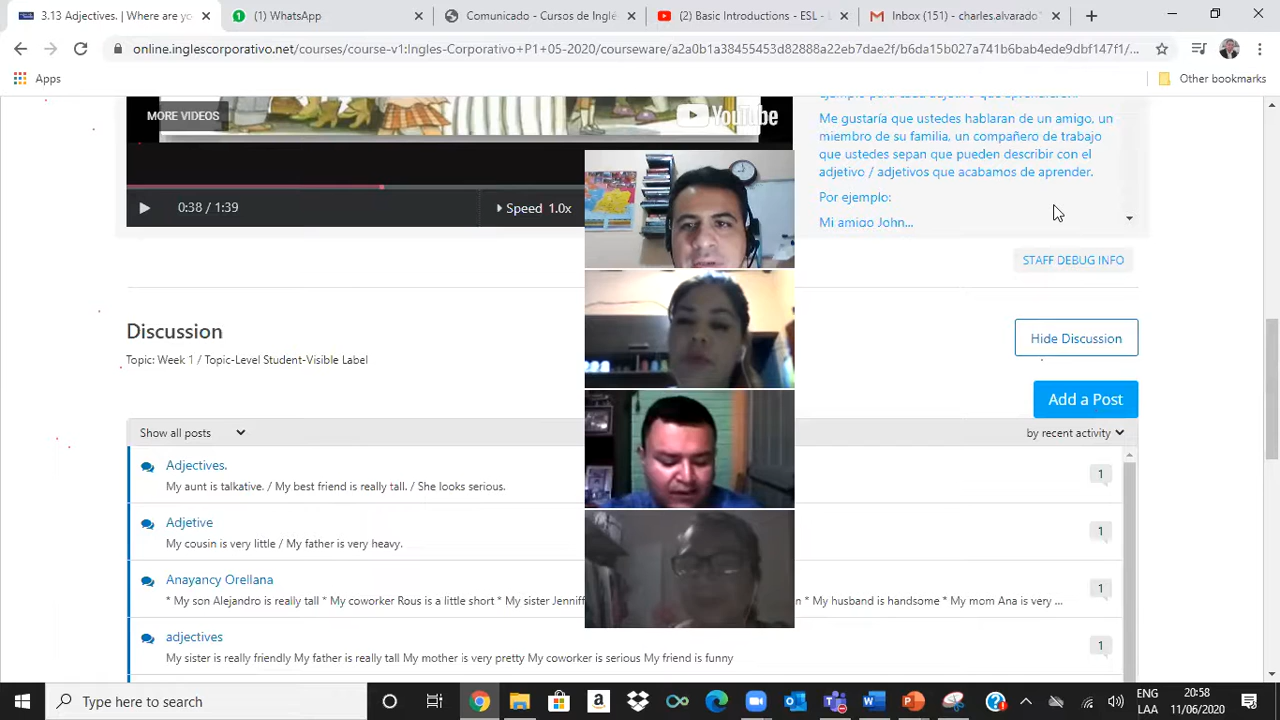 3.13 Adjectives. | Where are yo
(1) WhatsApp
Comunicado - Cursos de Inglé
(2) Basic Introductions - ESL - L
Inbox (151) - charles.alvarado
online.inglescorporativo.net/courses/course-v1:Ingles-Corporativo+P1+05-2020/courseware/a2a0b1a38455453d82888a22eb7dae2f/b6da15b027a741b6bab4ede9dbf147f1/...
Apps
Other bookmarks
MORE VIDEOS
YouTube
ejemplo para cada adjetivo que aprendieron.
Me gustaría que ustedes hablaran de un amigo, un
miembro de su familia, un compañero de trabajo
que ustedes sepan que pueden describir con el
adjetivo / adjetivos que acabamos de aprender.
Por ejemplo:
Mi amigo John...
0:38 / 1:39
Speed 1.0x
STAFF DEBUG INFO
Discussion
Hide Discussion
Topic: Week 1 / Topic-Level Student-Visible Label
Add a Post
Show all posts
by recent activity
Adjectives.
My aunt is talkative. / My best friend is really tall. / She looks serious.
1
Adjetive
My cousin is very little / My father is very heavy.
1
Anayancy Orellana
* My son Alejandro is really tall * My coworker Rous is a little short * My sister Jenniff
n * My husband is handsome * My mom Ana is very ...
1
adjectives
My sister is really friendly My father is really tall My mother is very pretty My coworker is serious My friend is funny
1
Type here to search
ENG
LAA
20:58
11/06/2020